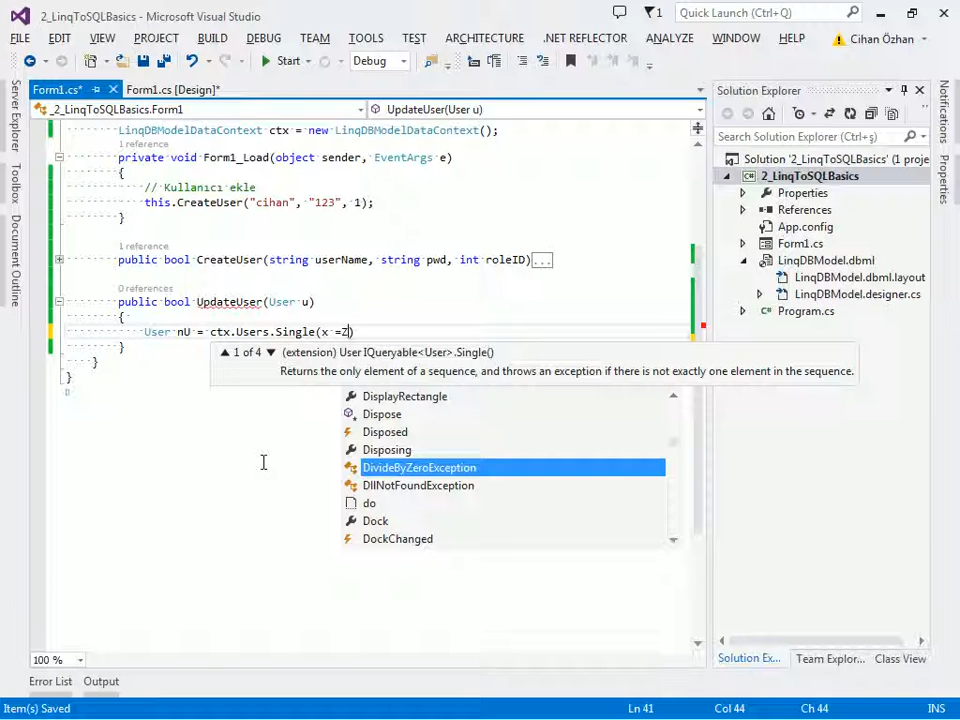 2_LinqToSQLBasics - Microsoft Visual Studio
1
Quick Launch (Ctrl+Q)
FILE EDIT VIEW PROJECT BUILD DEBUG TEAM TOOLS TEST ARCHITECTURE .NET REFLECTOR ANALYZE WINDOW HELP Cihan Özhan
Start Debug
Server Explorer
Document Outline
Form1.cs*
Form1.cs [Design]*
_2_LinqToSQLBasics.Form1
UpdateUser(User u)
LinqDBModelDataContext ctx = new LinqDBModelDataContext();
1 reference
private void Form1_Load(object sender, EventArgs e)
{
// Kullanıcı ekle
this.CreateUser("cihan", "123", 1);
}
1 reference
public bool CreateUser(string userName, string pwd, int roleID)...
0 references
public bool UpdateUser(User u)
{
User nU = ctx.Users.Single(x =Z)
}
}
}
1 of 4 (extension) User IQueryable<User>.Single()
Returns the only element of a sequence, and throws an exception if there is not exactly one element in the sequence.
DisplayRectangle
Dispose
Disposed
Disposing
DivideByZeroException
DllNotFoundException
do
Dock
DockChanged
100 %
Error List Output
Solution Explorer
Search Solution Explorer (Ctrl+ş)
Solution '2_LinqToSQLBasics' (1 proje
2_LinqToSQLBasics
Properties
References
App.config
Form1.cs
LinqDBModel.dbml
LinqDBModel.dbml.layout
LinqDBModel.designer.cs
Program.cs
Solution Ex... Team Explor... Class View
Notifications
Properties
Item(s) Saved
Ln 41 Col 44 Ch 44 INS